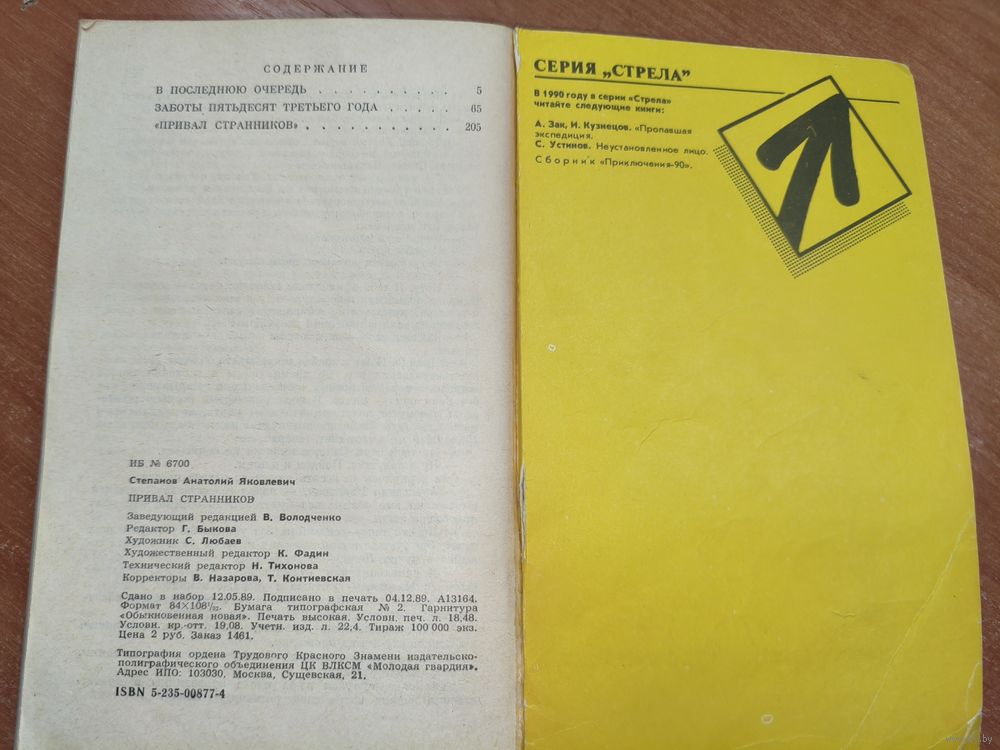 СОДЕРЖАНИЕ
В ПОСЛЕДНЮЮ ОЧЕРЕДЬ . . . . . . . . . . 5
ЗАБОТЫ ПЯТЬДЕСЯТ ТРЕТЬЕГО ГОДА . . . . . 65
«ПРИВАЛ СТРАННИКОВ» . . . . . . . . . . . 205
ИБ № 6700
Степанов Анатолий Яковлевич
ПРИВАЛ СТРАННИКОВ
Заведующий редакцией В. Володченко
Редактор Г. Быкова
Художник С. Любаев
Художественный редактор К. Фадин
Технический редактор Н. Тихонова
Корректоры В. Назарова, Т. Контиевская
Сдано в набор 12.05.89. Подписано в печать 04.12.89. А13164.
Формат 84×108¹/₃₂. Бумага типографская № 2. Гарнитура
«Обыкновенная новая». Печать высокая. Условн. печ. л. 18,48.
Условн. кр.-отт. 19,08. Учетн. изд. л. 22,4. Тираж 100 000 экз.
Цена 2 руб. Заказ 1461.
Типография ордена Трудового Красного Знамени издательско-
полиграфического объединения ЦК ВЛКСМ «Молодая гвардия».
Адрес ИПО: 103030, Москва, Сущевская, 21.
ISBN 5-235-00877-4
СЕРИЯ „СТРЕЛА”
В 1990 году в серии «Стрела»
читайте следующие книги:
А. Зак, И. Кузнецов. «Пропавшая
экспедиция.
С. Устинов. Неустановленное лицо.
Сборник «Приключения-90».